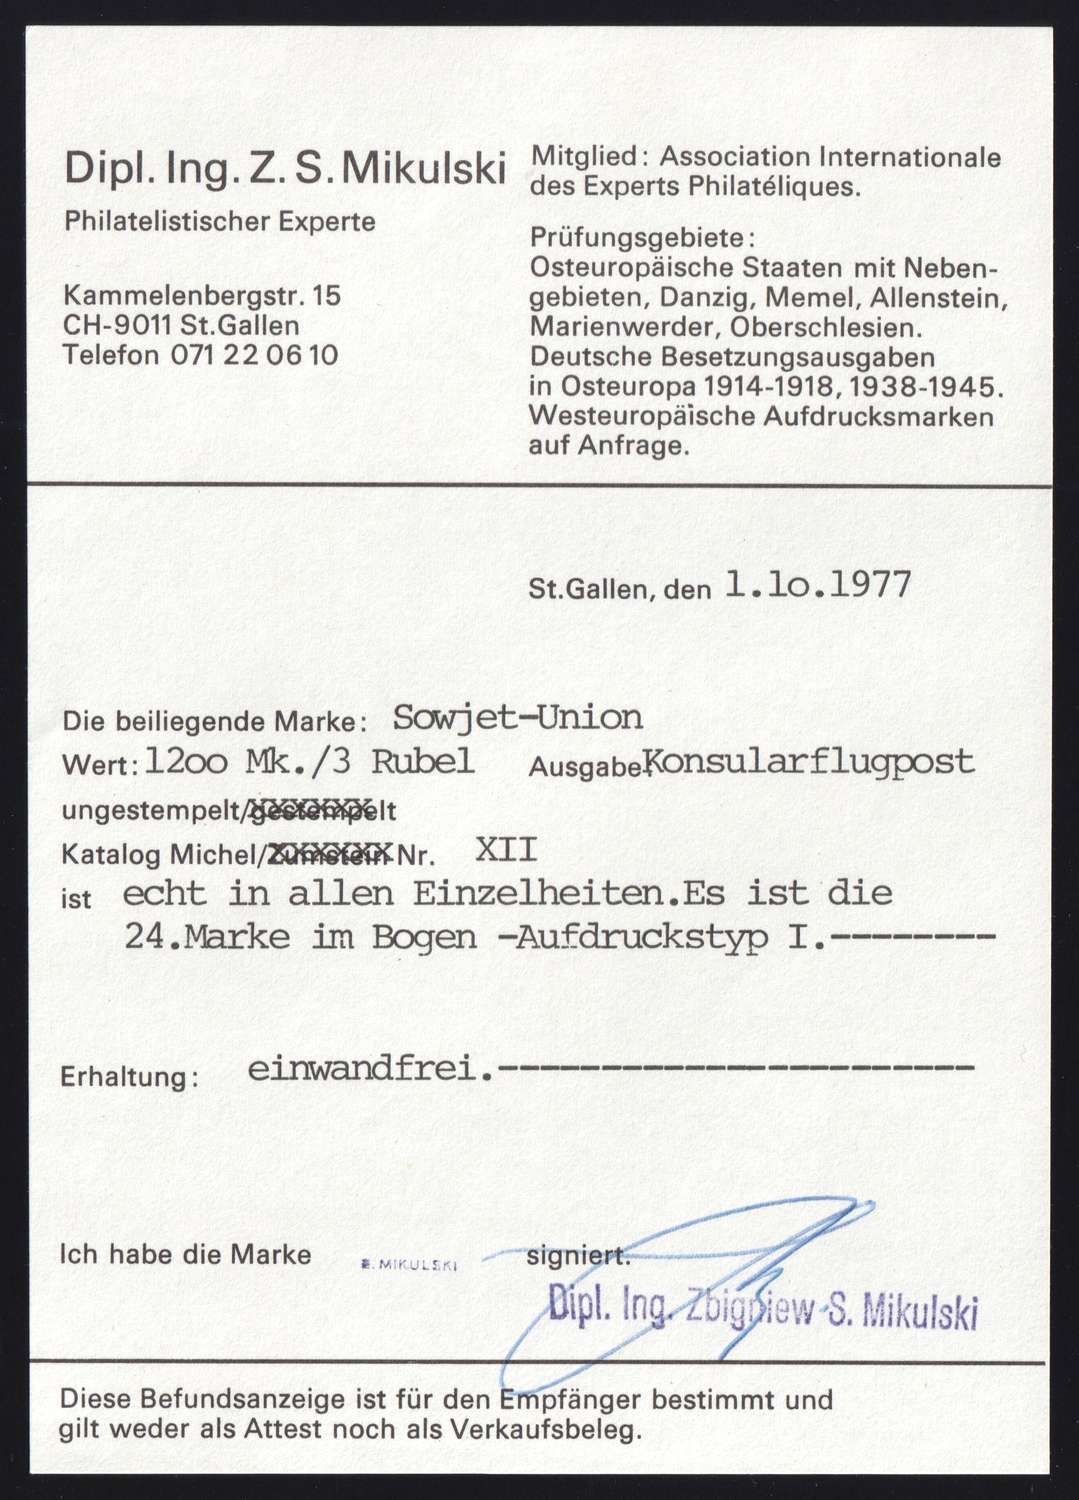 Dipl. Ing. Z. S. Mikulski
Philatelistischer Experte
Kammelenbergstr. 15
CH-9011 St.Gallen
Telefon 071 22 06 10
Mitglied: Association Internationale
des Experts Philatéliques.
Prüfungsgebiete:
Osteuropäische Staaten mit Neben-
gebieten, Danzig, Memel, Allenstein,
Marienwerder, Oberschlesien.
Deutsche Besetzungsausgaben
in Osteuropa 1914-1918, 1938-1945.
Westeuropäische Aufdrucksmarken
auf Anfrage.
St.Gallen, den 1.1o.1977
Die beiliegende Marke: Sowjet-Union
Wert: 12oo Mk./3 Rubel Ausgabe: Konsularflugpost
ungestempelt/gestempelt
Katalog Michel/Zumstein Nr. XII
ist echt in allen Einzelheiten.Es ist die
24.Marke im Bogen -Aufdruckstyp I.--------
Erhaltung: einwandfrei.-----------------------
Ich habe die Marke Z. MIKULSKI signiert.
Dipl. Ing. Zbigniew S. Mikulski
Diese Befundsanzeige ist für den Empfänger bestimmt und
gilt weder als Attest noch als Verkaufsbeleg.